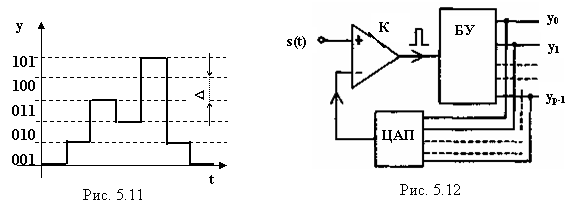 y
101
100
011
010
001
Δ
t
Рис. 5.11
s(t)
+
К
–
БУ
ЦАП
y₀
y₁
yₚ₋₁
Рис. 5.12